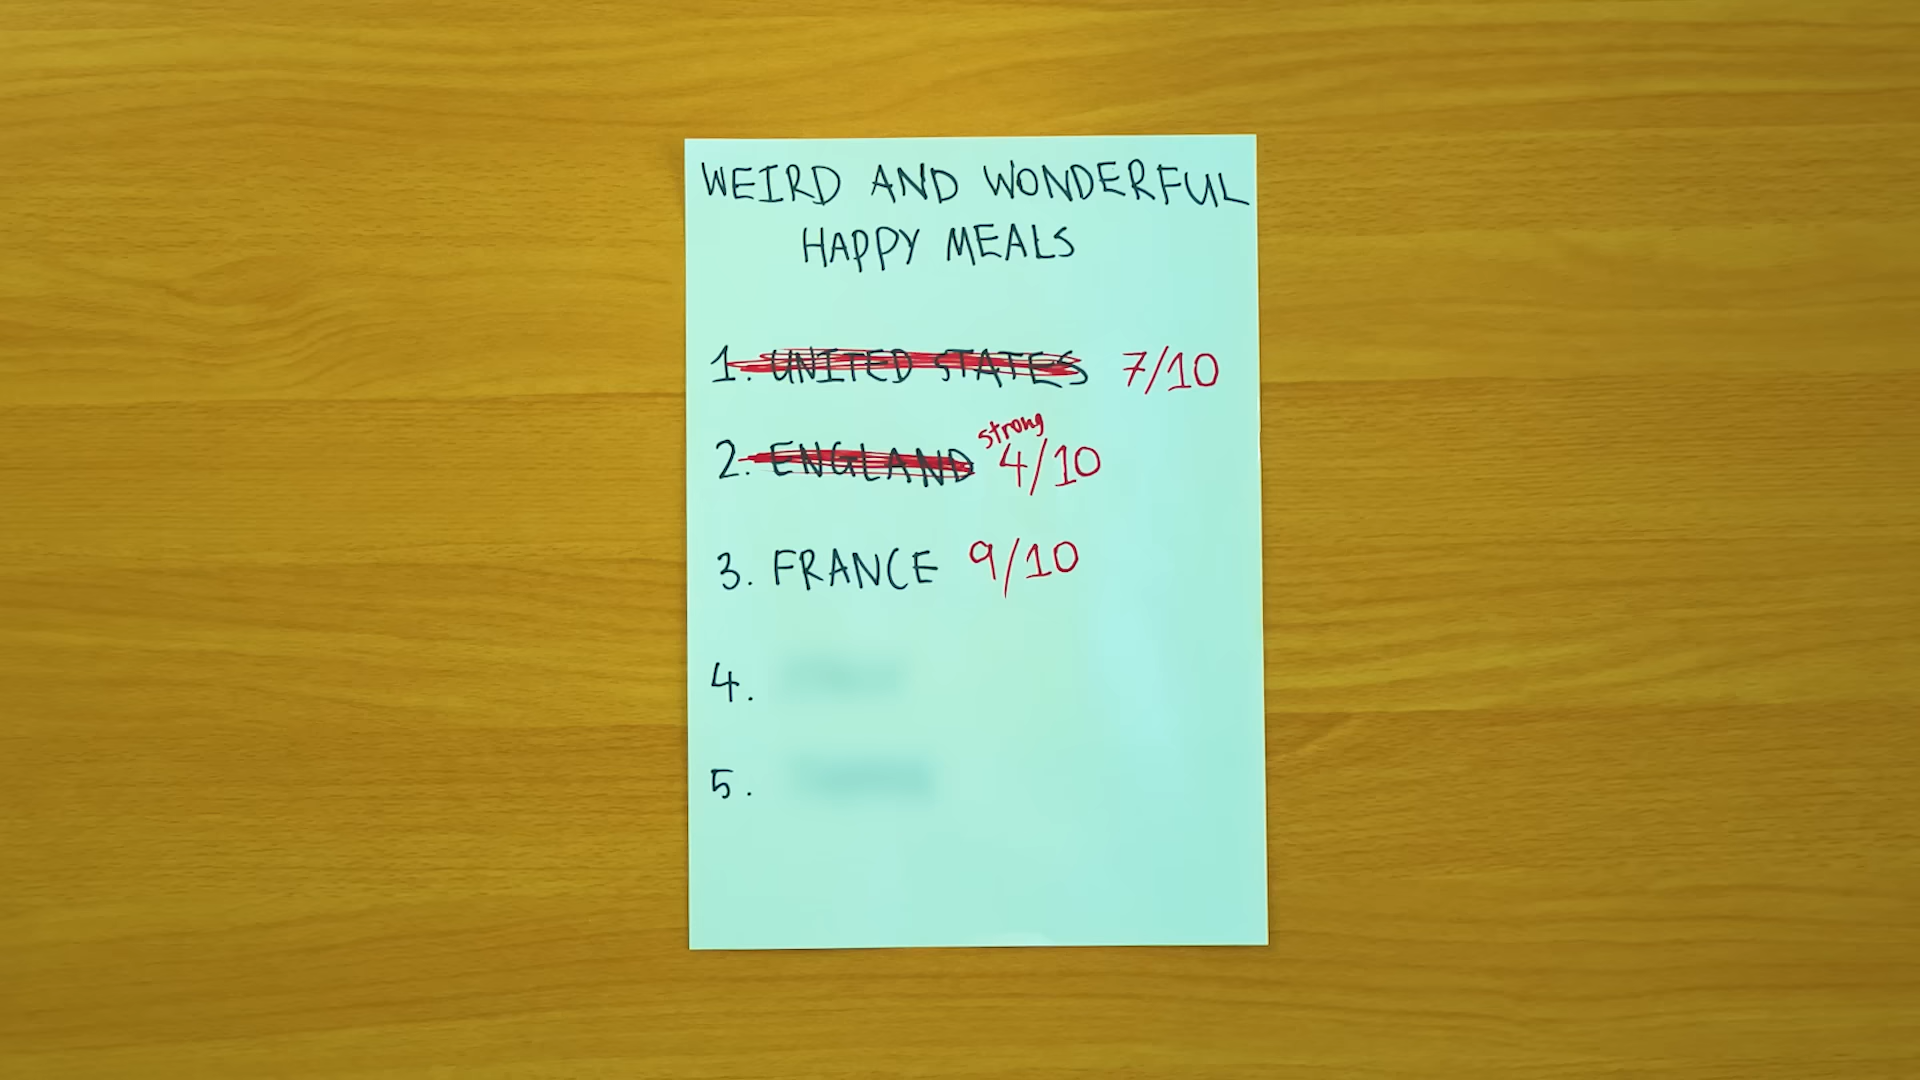 WEIRD AND WONDERFUL
HAPPY MEALS
1. UNITED STATES 7/10
strong
2. ENGLAND 4/10
3. FRANCE 9/10
4.
5.